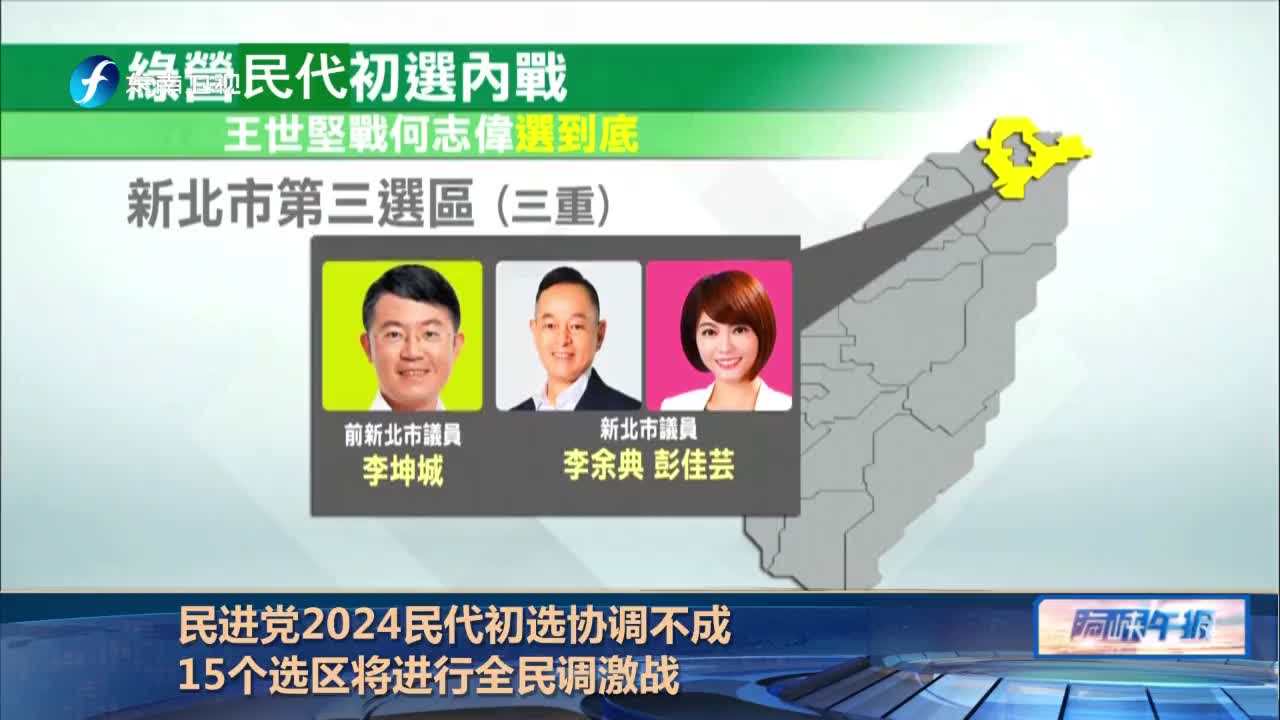 綠營民代初選內戰
东南卫视
王世堅戰何志偉選到底
新北市第三選區 (三重)
前新北市議員
李坤城
新北市議員
李余典 彭佳芸
民进党2024民代初选协调不成
15个选区将进行全民调激战
海峡午报